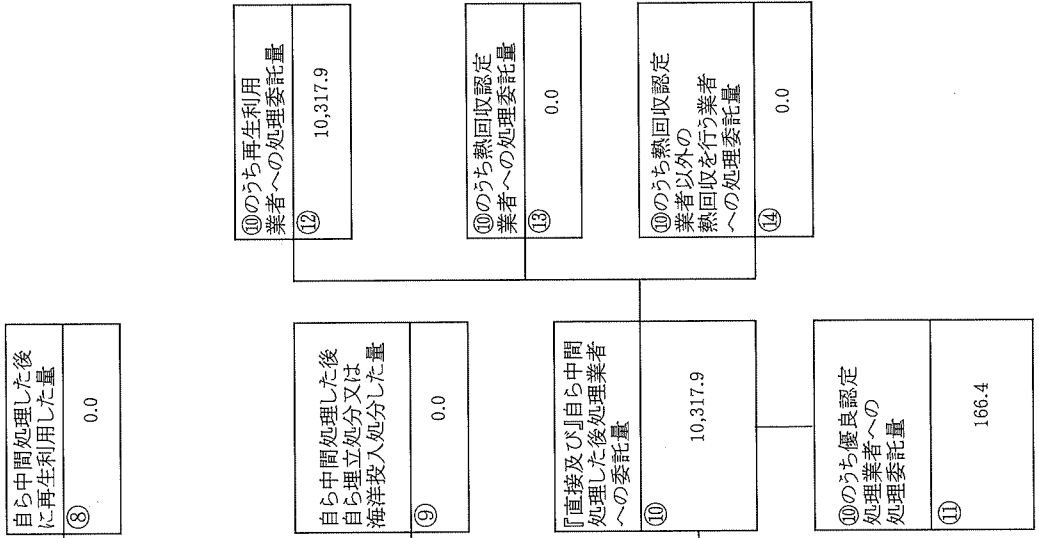 自ら中間処理した後
に再生利用した量
⑧
0.0
自ら中間処理した後
自ら埋立処分又は
海洋投入処分した量
⑨
0.0
『直接及び』自ら中間
処理した後処理業者
への委託量
⑩
10,317.9
⑩のうち優良認定
処理業者への
処理委託量
⑪
166.4
⑩のうち再生利用
業者への処理委託量
⑫
10,317.9
⑩のうち熱回収認定
業者への処理委託量
⑬
0.0
⑩のうち熱回収認定
業者以外の
熱回収を行う業者
への処理委託量
⑭
0.0